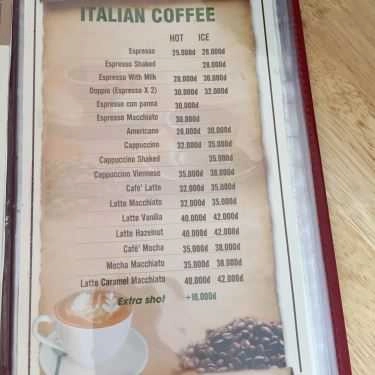 ITALIAN COFFEE
HOT ICE
Espresso 25.000đ 28.000đ
Espresso Shaked 28.000đ
Espresso With Milk 28.000đ 30.000đ
Doppio (Espresso X 2) 30.000đ 32.000đ
Espresso con panna 30.000đ
Espresso Macchiato 30.000đ
Americano 28.000đ 30.000đ
Cappuccino 32.000đ 35.000đ
Cappuccino Shaked 35.000đ
Cappuccino Viennese 35.000đ 38.000đ
Cafe' Latte 32.000đ 35.000đ
Latte Macchiato 32.000đ 35.000đ
Latte Vanilla 40.000đ 42.000đ
Latte Hazelnut 40.000đ 42.000đ
Café' Mocha 35.000đ 38.000đ
Mocha Macchiato 35.000đ 38.000đ
Latte Caramel Macchiato 40.000đ 42.000đ
Extra shot +10.000đ